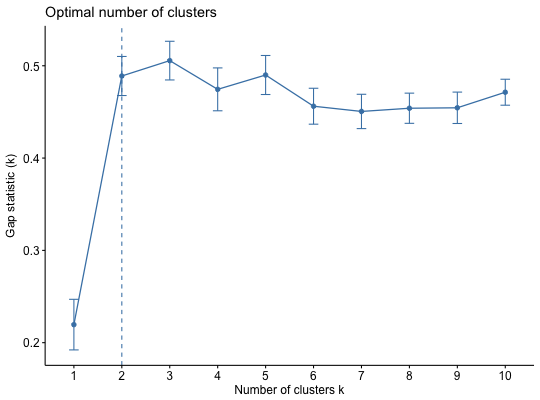 Optimal number of clusters
Gap statistic (k)
0.5
0.4
0.3
0.2
1 2 3 4 5 6 7 8 9 10
Number of clusters k